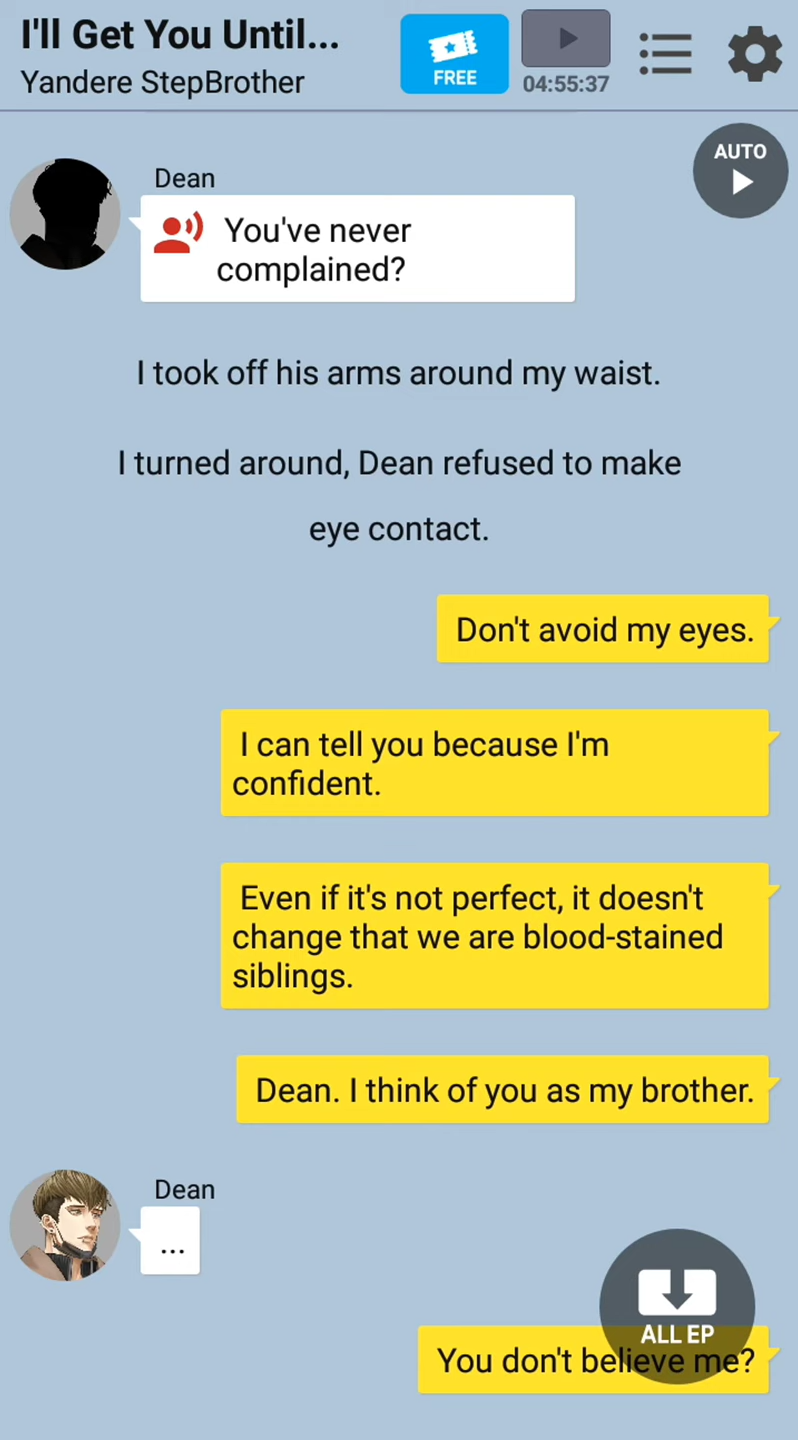 I'll Get You Until...
Yandere StepBrother
FREE
04:55:37
AUTO
Dean
You've never
complained?
I took off his arms around my waist.
I turned around, Dean refused to make
eye contact.
Don't avoid my eyes.
I can tell you because I'm
confident.
Even if it's not perfect, it doesn't
change that we are blood-stained
siblings.
Dean. I think of you as my brother.
Dean
...
ALL EP
You don't believe me?